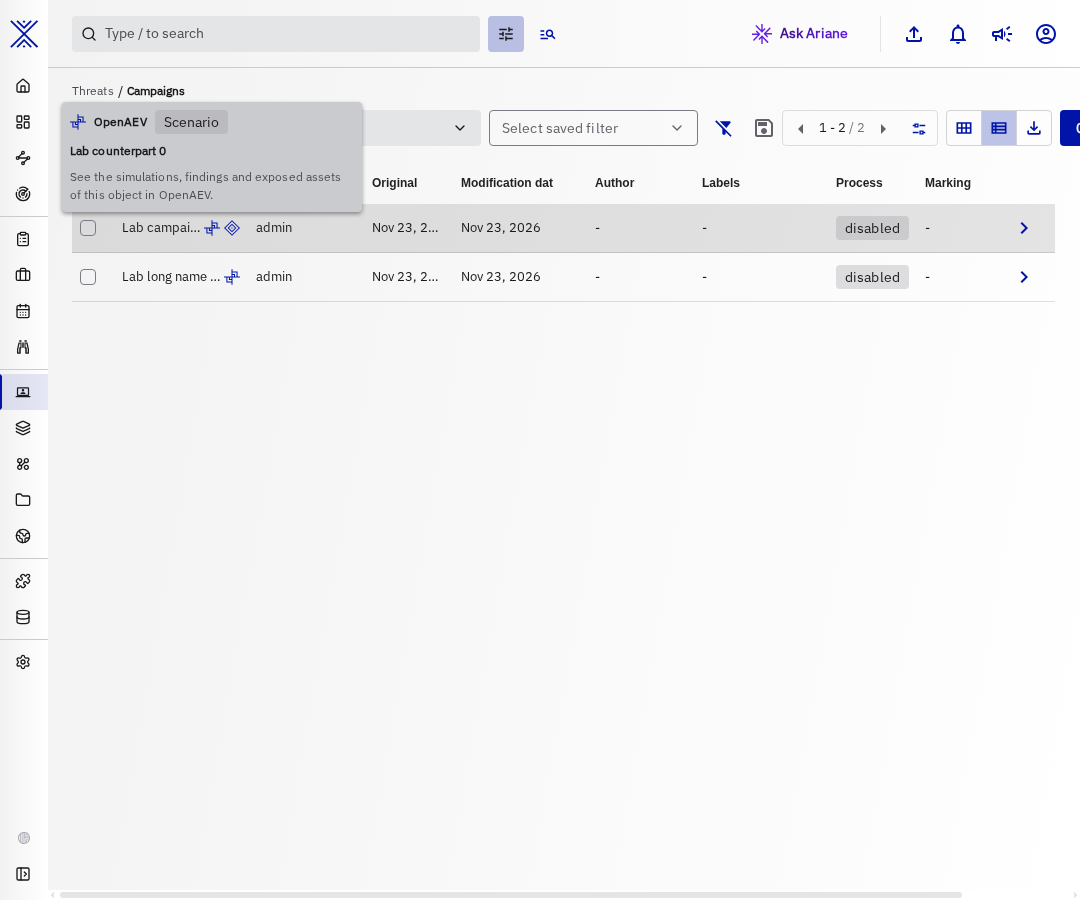 Type / to search
Ask Ariane
Threats / Campaigns
OpenAEV Scenario
Lab counterpart 0
See the simulations, findings and exposed assets
of this object in OpenAEV.
Select saved filter
1 - 2 / 2
Original Modification dat Author Labels Process Marking
Lab campai... admin Nov 23, 2... Nov 23, 2026 - - disabled -
Lab long name ... admin Nov 23, 2... Nov 23, 2026 - - disabled -